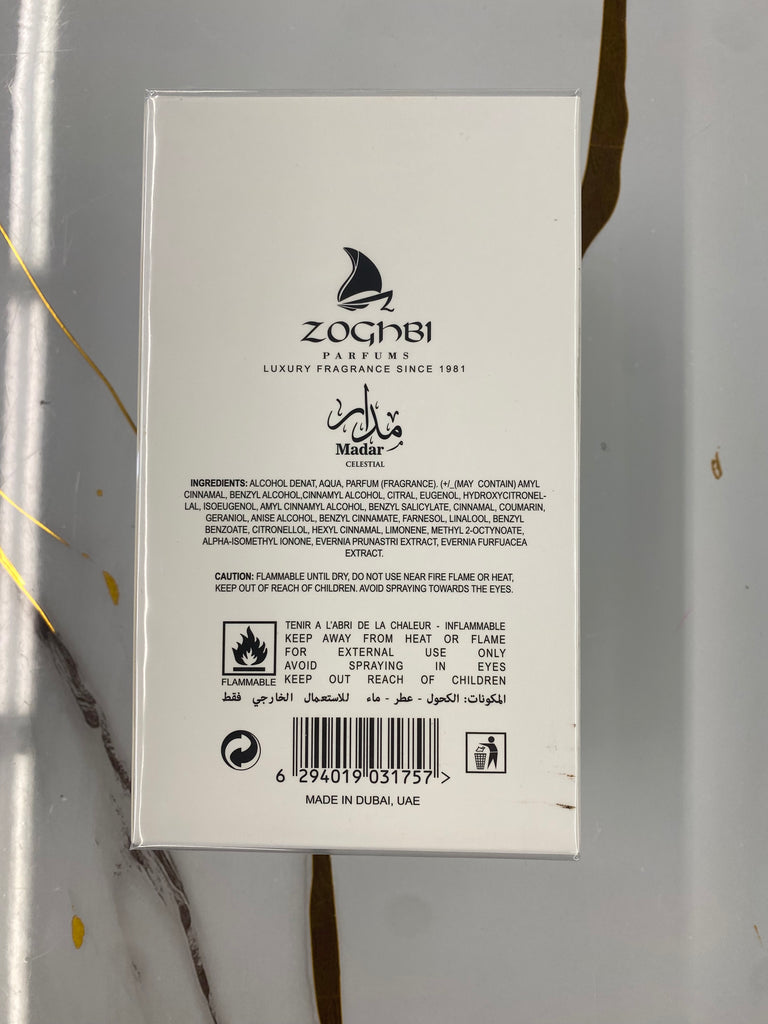 ZOGHBI
PARFUMS
LUXURY FRAGRANCE SINCE 1981
مدار
Madar
CELESTIAL
INGREDIENTS: ALCOHOL DENAT, AQUA, PARFUM (FRAGRANCE). (+/_(MAY CONTAIN) AMYL
CINNAMAL, BENZYL ALCOHOL,CINNAMYL ALCOHOL, CITRAL, EUGENOL, HYDROXYCITRONEL-
LAL, ISOEUGENOL, AMYL CINNAMYL ALCOHOL, BENZYL SALICYLATE, CINNAMAL, COUMARIN,
GERANIOL, ANISE ALCOHOL, BENZYL CINNAMATE, FARNESOL, LINALOOL, BENZYL
BENZOATE, CITRONELLOL, HEXYL CINNAMAL, LIMONENE, METHYL 2-OCTYNOATE,
ALPHA-ISOMETHYL IONONE, EVERNIA PRUNASTRI EXTRACT, EVERNIA FURFUACEA
EXTRACT.
CAUTION: FLAMMABLE UNTIL DRY, DO NOT USE NEAR FIRE FLAME OR HEAT,
KEEP OUT OF REACH OF CHILDREN. AVOID SPRAYING TOWARDS THE EYES.
TENIR A L'ABRI DE LA CHALEUR - INFLAMMABLE
KEEP AWAY FROM HEAT OR FLAME
FOR EXTERNAL USE ONLY
AVOID SPRAYING IN EYES
KEEP OUT REACH OF CHILDREN
FLAMMABLE
المكونات: الكحول - عطر - ماء للاستعمال الخارجي فقط
6 294019 031757 >
MADE IN DUBAI, UAE